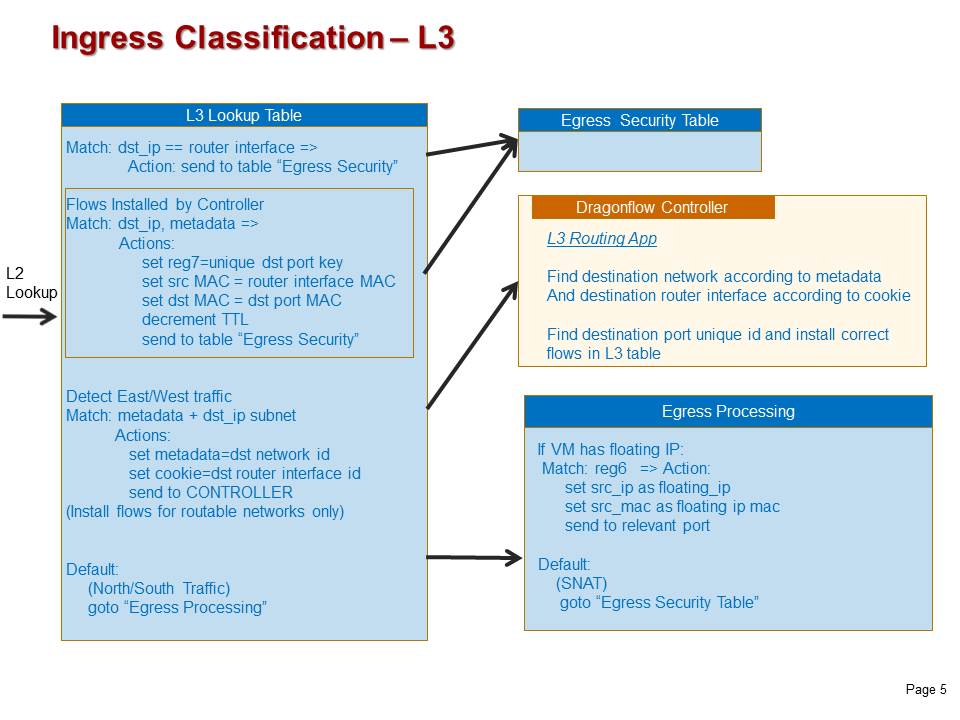 Ingress Classification – L3
L2
Lookup
L3 Lookup Table
Match: dst_ip == router interface =>
Action: send to table “Egress Security”
Flows Installed by Controller
Match: dst_ip, metadata =>
Actions:
set reg7=unique dst port key
set src MAC = router interface MAC
set dst MAC = dst port MAC
decrement TTL
send to table “Egress Security”
Detect East/West traffic
Match: metadata + dst_ip subnet
Actions:
set metadata=dst network id
set cookie=dst router interface id
send to CONTROLLER
(Install flows for routable networks only)
Default:
(North/South Traffic)
goto “Egress Processing”
Egress Security Table
Dragonflow Controller
L3 Routing App
Find destination network according to metadata
And destination router interface according to cookie
Find destination port unique id and install correct
flows in L3 table
Egress Processing
If VM has floating IP:
Match: reg6 => Action:
set src_ip as floating_ip
set src_mac as floating ip mac
send to relevant port
Default:
(SNAT)
goto “Egress Security Table”
Page 5